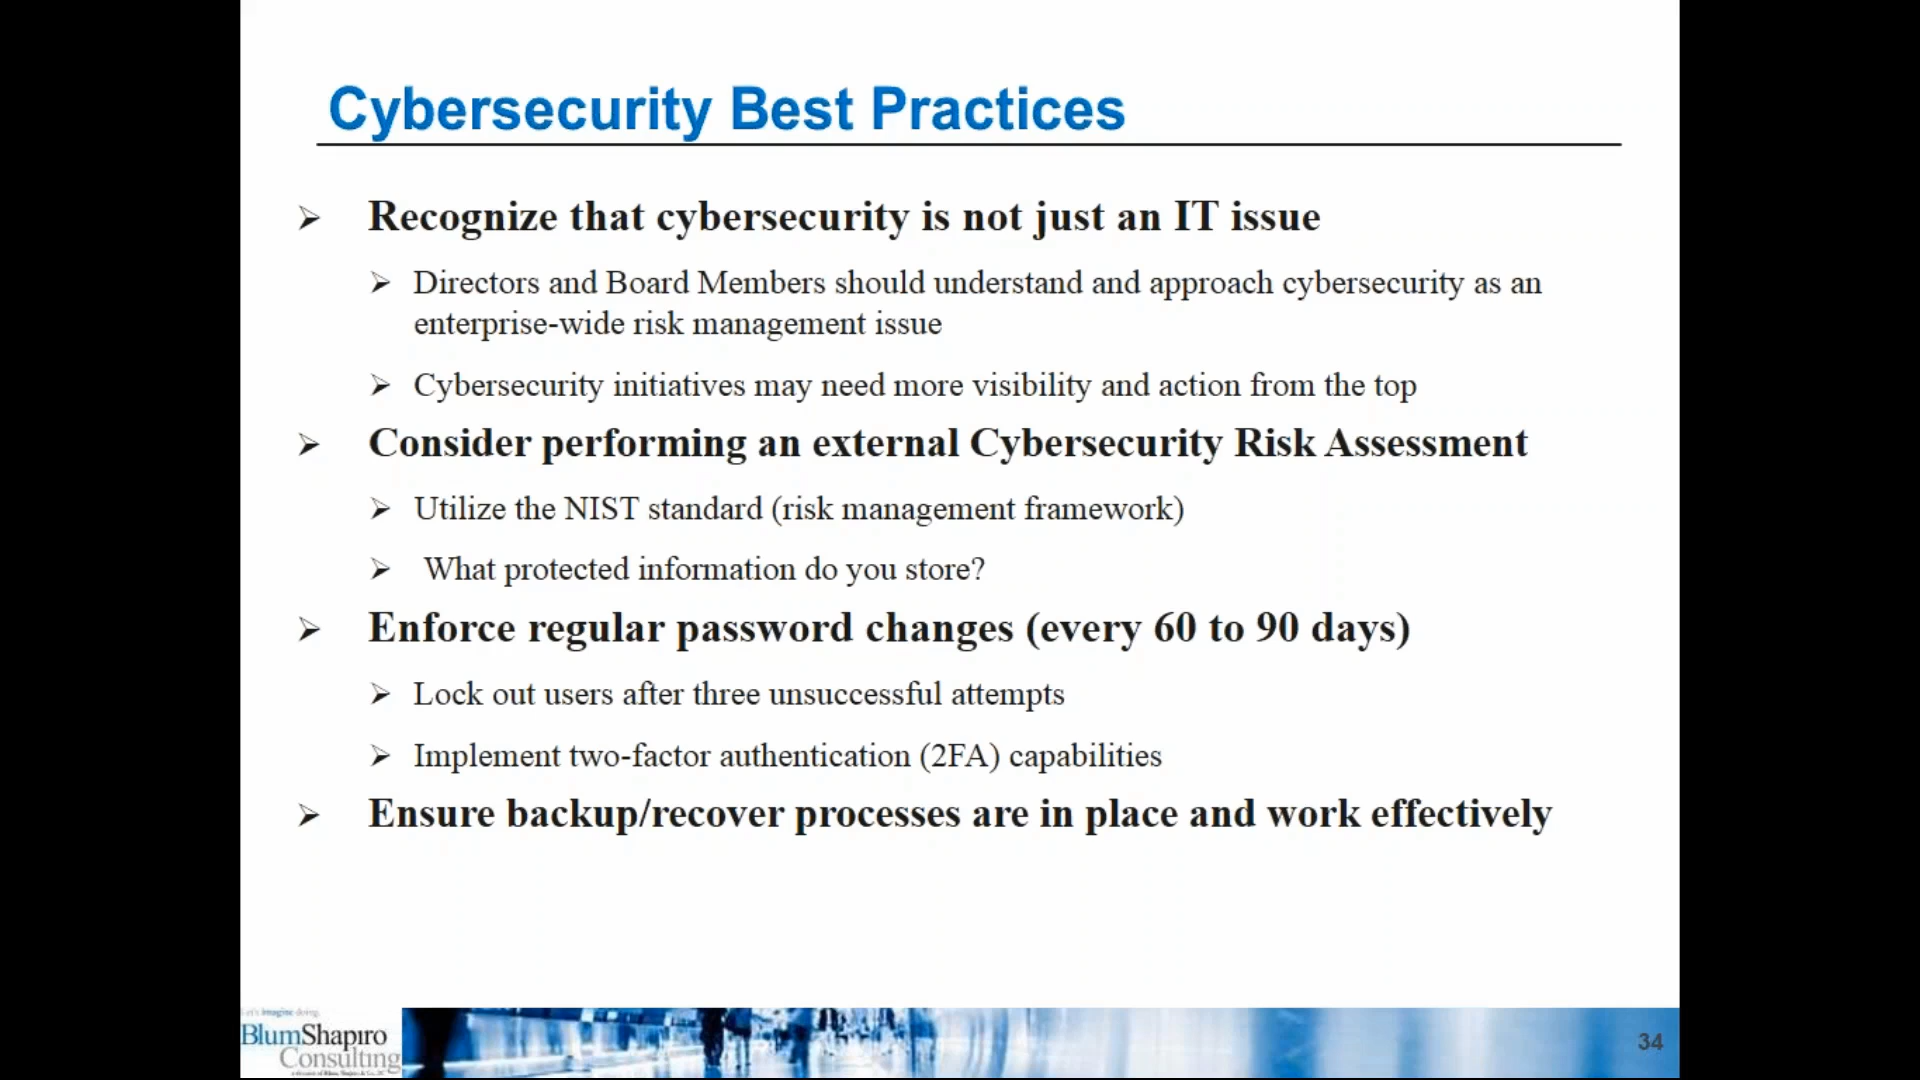 Cybersecurity Best Practices
Recognize that cybersecurity is not just an IT issue
Directors and Board Members should understand and approach cybersecurity as an
enterprise-wide risk management issue
Cybersecurity initiatives may need more visibility and action from the top
Consider performing an external Cybersecurity Risk Assessment
Utilize the NIST standard (risk management framework)
What protected information do you store?
Enforce regular password changes (every 60 to 90 days)
Lock out users after three unsuccessful attempts
Implement two-factor authentication (2FA) capabilities
Ensure backup/recover processes are in place and work effectively
Let's imagine doing.
BlumShapiro
Consulting
34